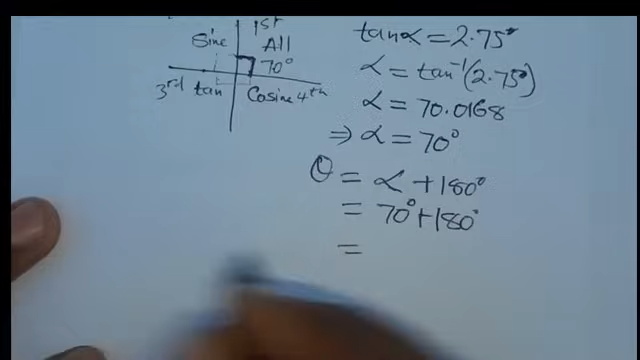 1st
Sine
All
70°
3rd tan
Cosine 4th
tanα = 2.75°
α = tan⁻¹(2.75°)
α = 70.0168
⇒ α = 70°
θ = α + 180°
= 70° + 180°
=